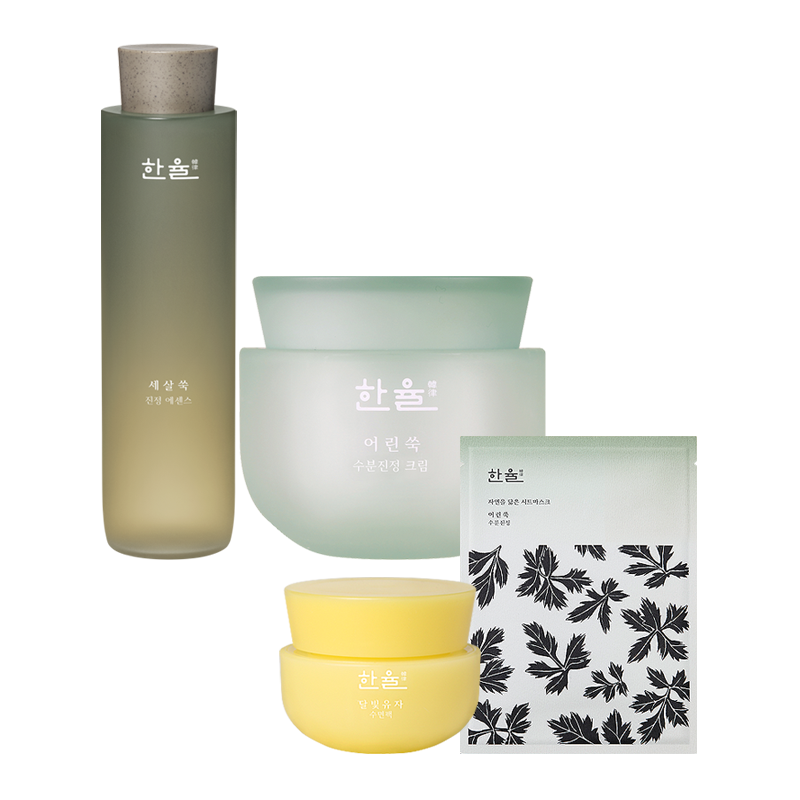 한율
세살쑥
진정 에센스
한율
어린쑥
수분진정 크림
한율
자연을 닮은 시트마스크
어린쑥
수분진정
한율
달빛유자
수면팩